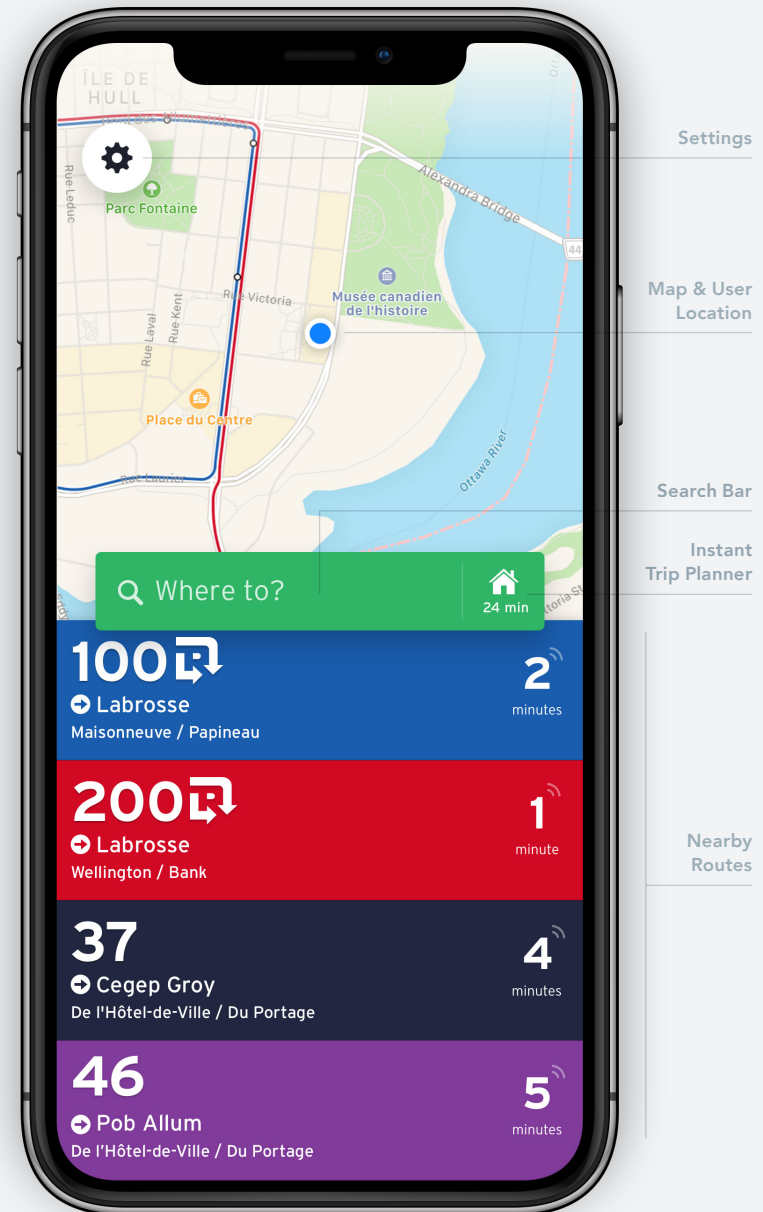 ÎLE DE
HULL
Settings
Alexandra Bridge
Rue Leduc
Parc Fontaine
44
Rue Victoria
Musée canadien
de l'histoire
Map & User
Location
Rue Laval
Rue Kent
Place du Centre
Rue Laurier
Ottawa River
Search Bar
Instant
Trip Planner
Where to?
24 min
100
2
Labrosse
minutes
Maisonneuve / Papineau
200
1
Labrosse
minute
Wellington / Bank
Nearby
Routes
37
4
Cegep Groy
minutes
De l'Hôtel-de-Ville / Du Portage
46
5
Pob Allum
minutes
De l'Hôtel-de-Ville / Du Portage